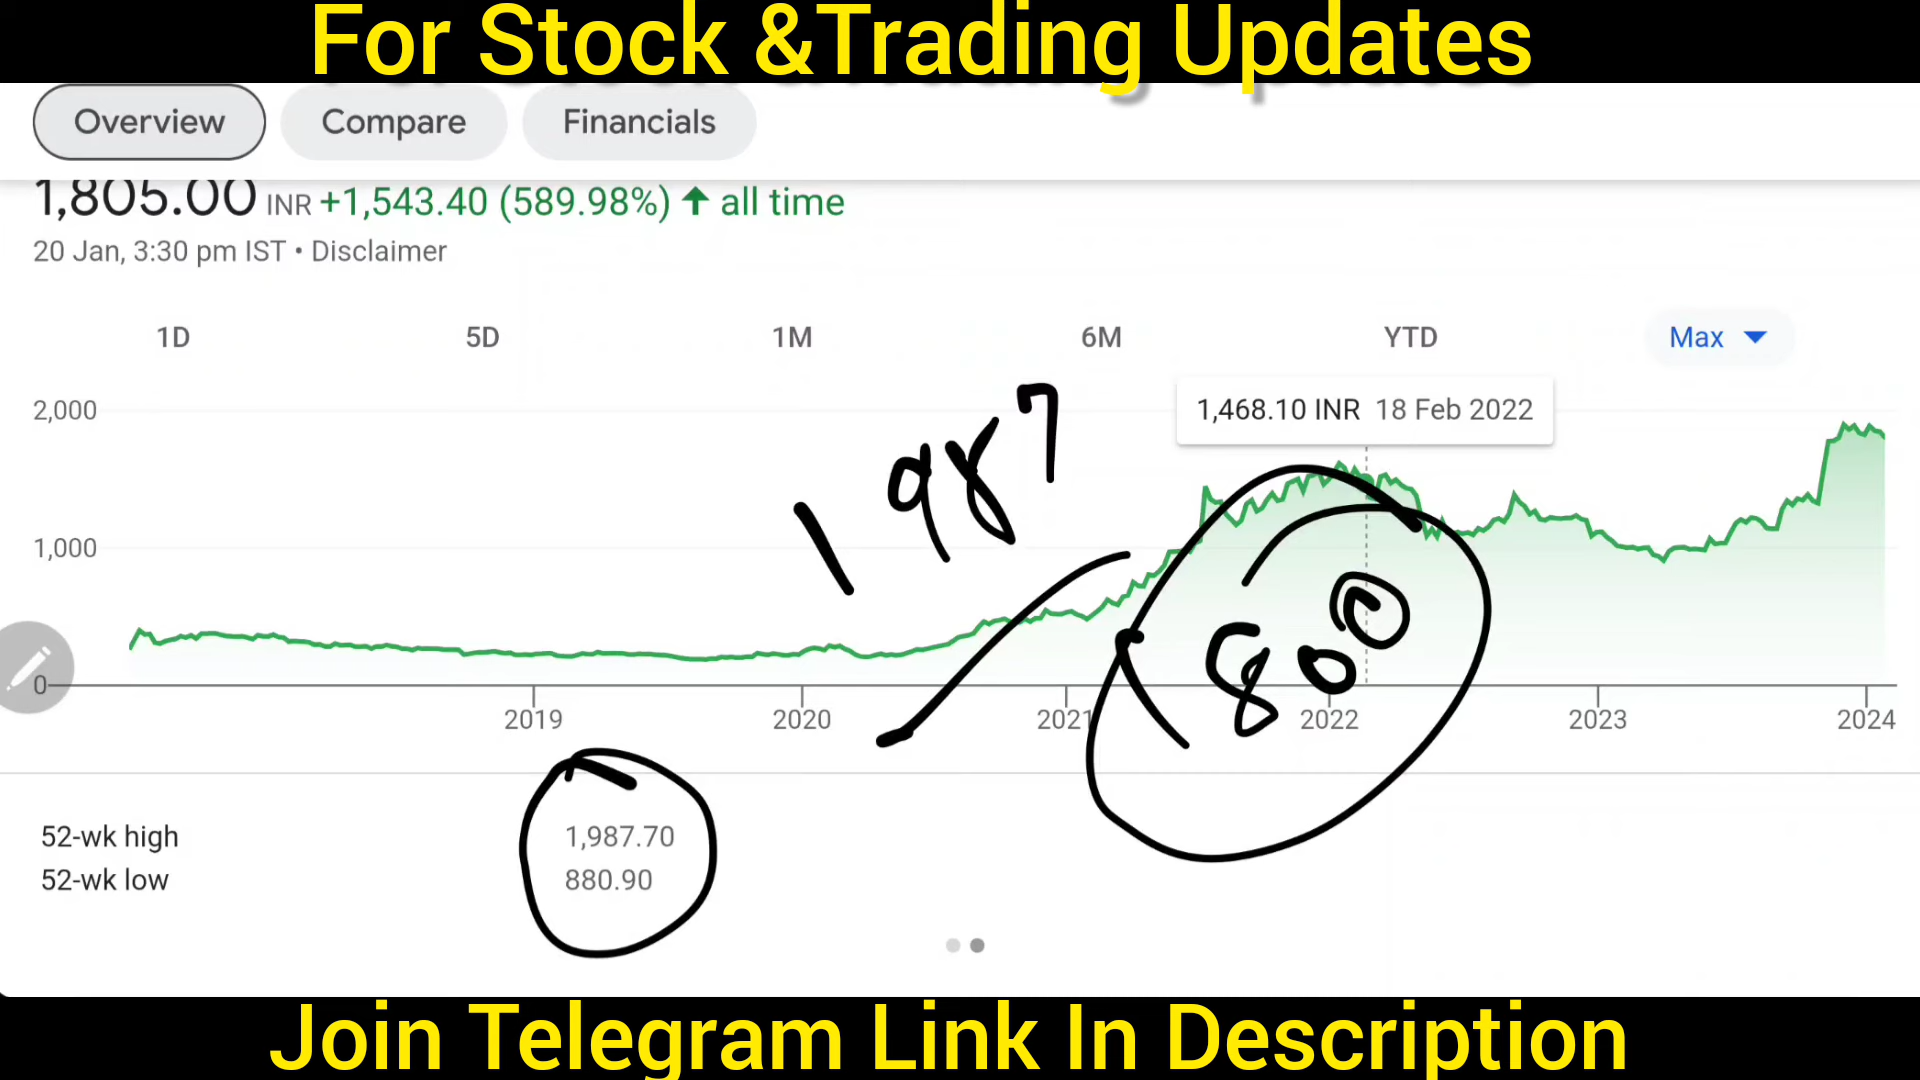 For Stock &Trading Updates
Overview Compare Financials
1,805.00 INR +1,543.40 (589.98%) ↑ all time
20 Jan, 3:30 pm IST • Disclaimer
1D 5D 1M 6M YTD Max
1,468.10 INR 18 Feb 2022
2,000
1987
1,000
1800
0
2019 2020 2021 2022 2023 2024
52-wk high 1,987.70
52-wk low 880.90
Join Telegram Link In Description